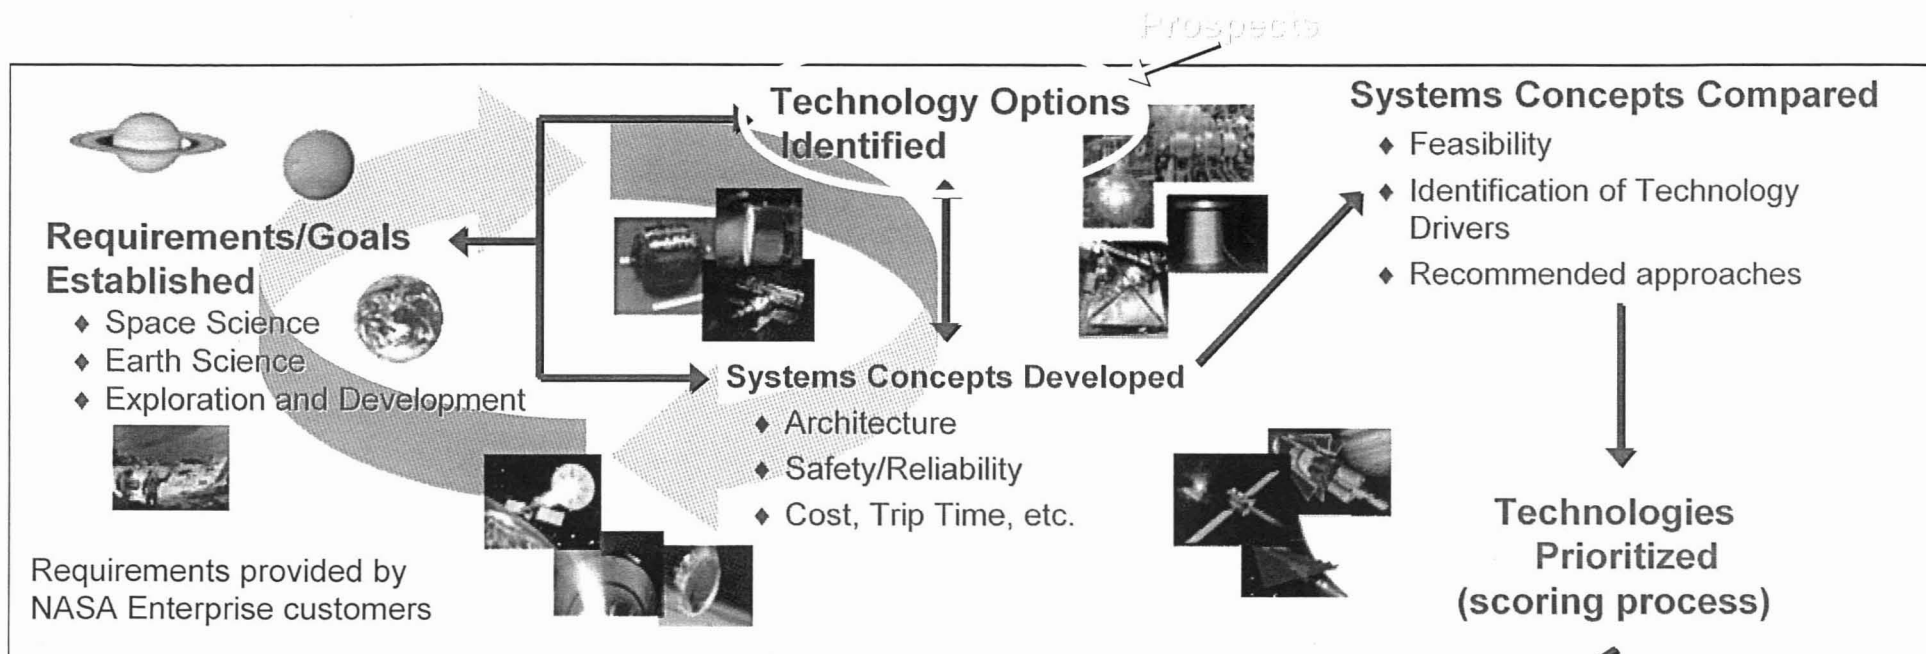 Prospects
Technology Options
Identified
Systems Concepts Compared
♦ Feasibility
♦ Identification of Technology
Drivers
♦ Recommended approaches
Requirements/Goals
Established
♦ Space Science
♦ Earth Science
♦ Exploration and Development
Systems Concepts Developed
♦ Architecture
♦ Safety/Reliability
♦ Cost, Trip Time, etc.
Technologies
Prioritized
(scoring process)
Requirements provided by
NASA Enterprise customers